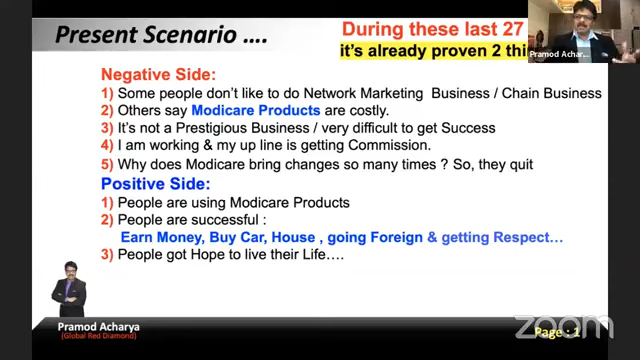 Present Scenario ....
During these last 27
it's already proven 2 thi
Pramod Achar...
Negative Side:
1) Some people don't like to do Network Marketing Business / Chain Business
2) Others say Modicare Products are costly.
3) It's not a Prestigious Business / very difficult to get Success
4) I am working & my up line is getting Commission.
5) Why does Modicare bring changes so many times ? So, they quit
Positive Side:
1) People are using Modicare Products
2) People are successful :
Earn Money, Buy Car, House , going Foreign & getting Respect...
3) People got Hope to live their Life....
Pramod Acharya
(Global Red Diamond)
zoom
Page : 1